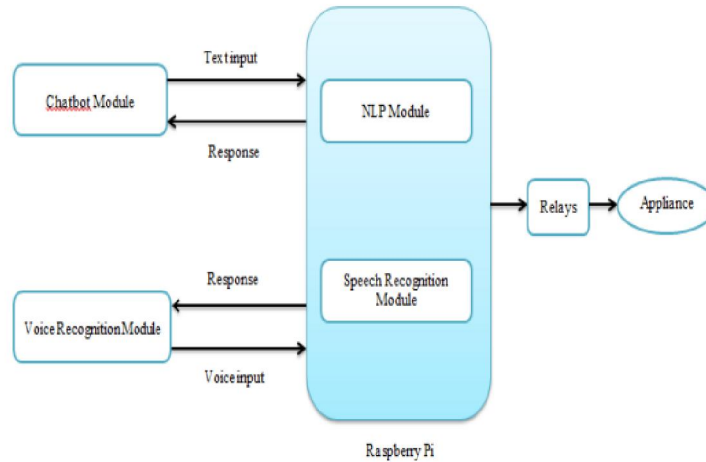 Text input
Chatbot Module
NLP Module
Response
Relays
Appliance
Response
Speech Recognition
Module
Voice Recognition Module
Voice input
Raspberry Pi